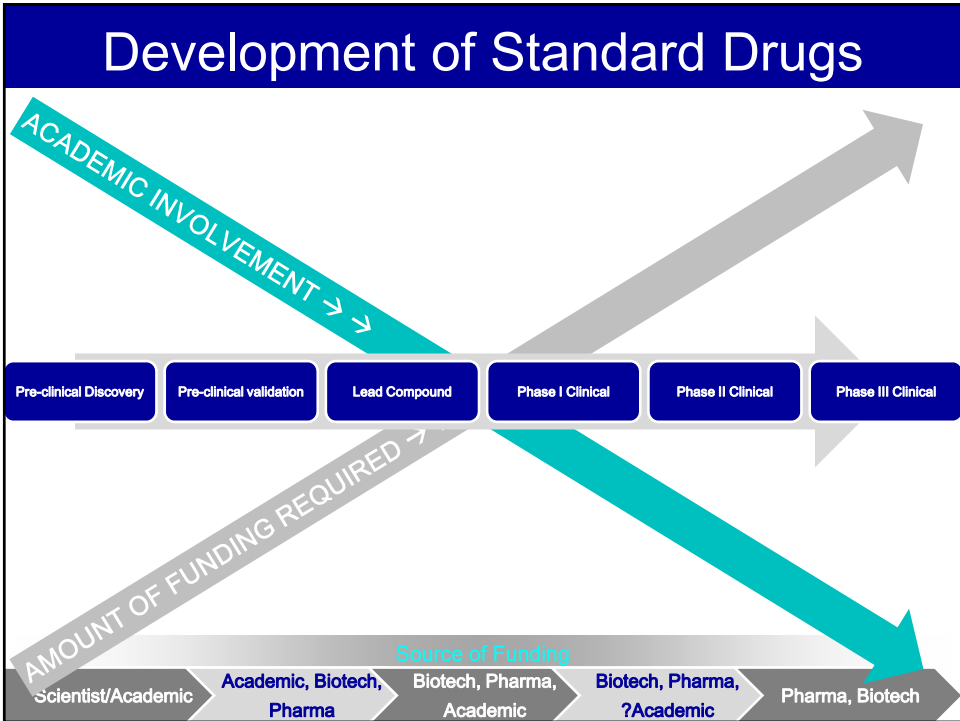 Development of Standard Drugs
ACADEMIC INVOLVEMENT → →
Pre-clinical Discovery
Pre-clinical validation
Lead Compound
Phase I Clinical
Phase II Clinical
Phase III Clinical
AMOUNT OF FUNDING REQUIRED →
Source of Funding
Scientist/Academic
Academic, Biotech,
Pharma
Biotech, Pharma,
Academic
Biotech, Pharma,
?Academic
Pharma, Biotech